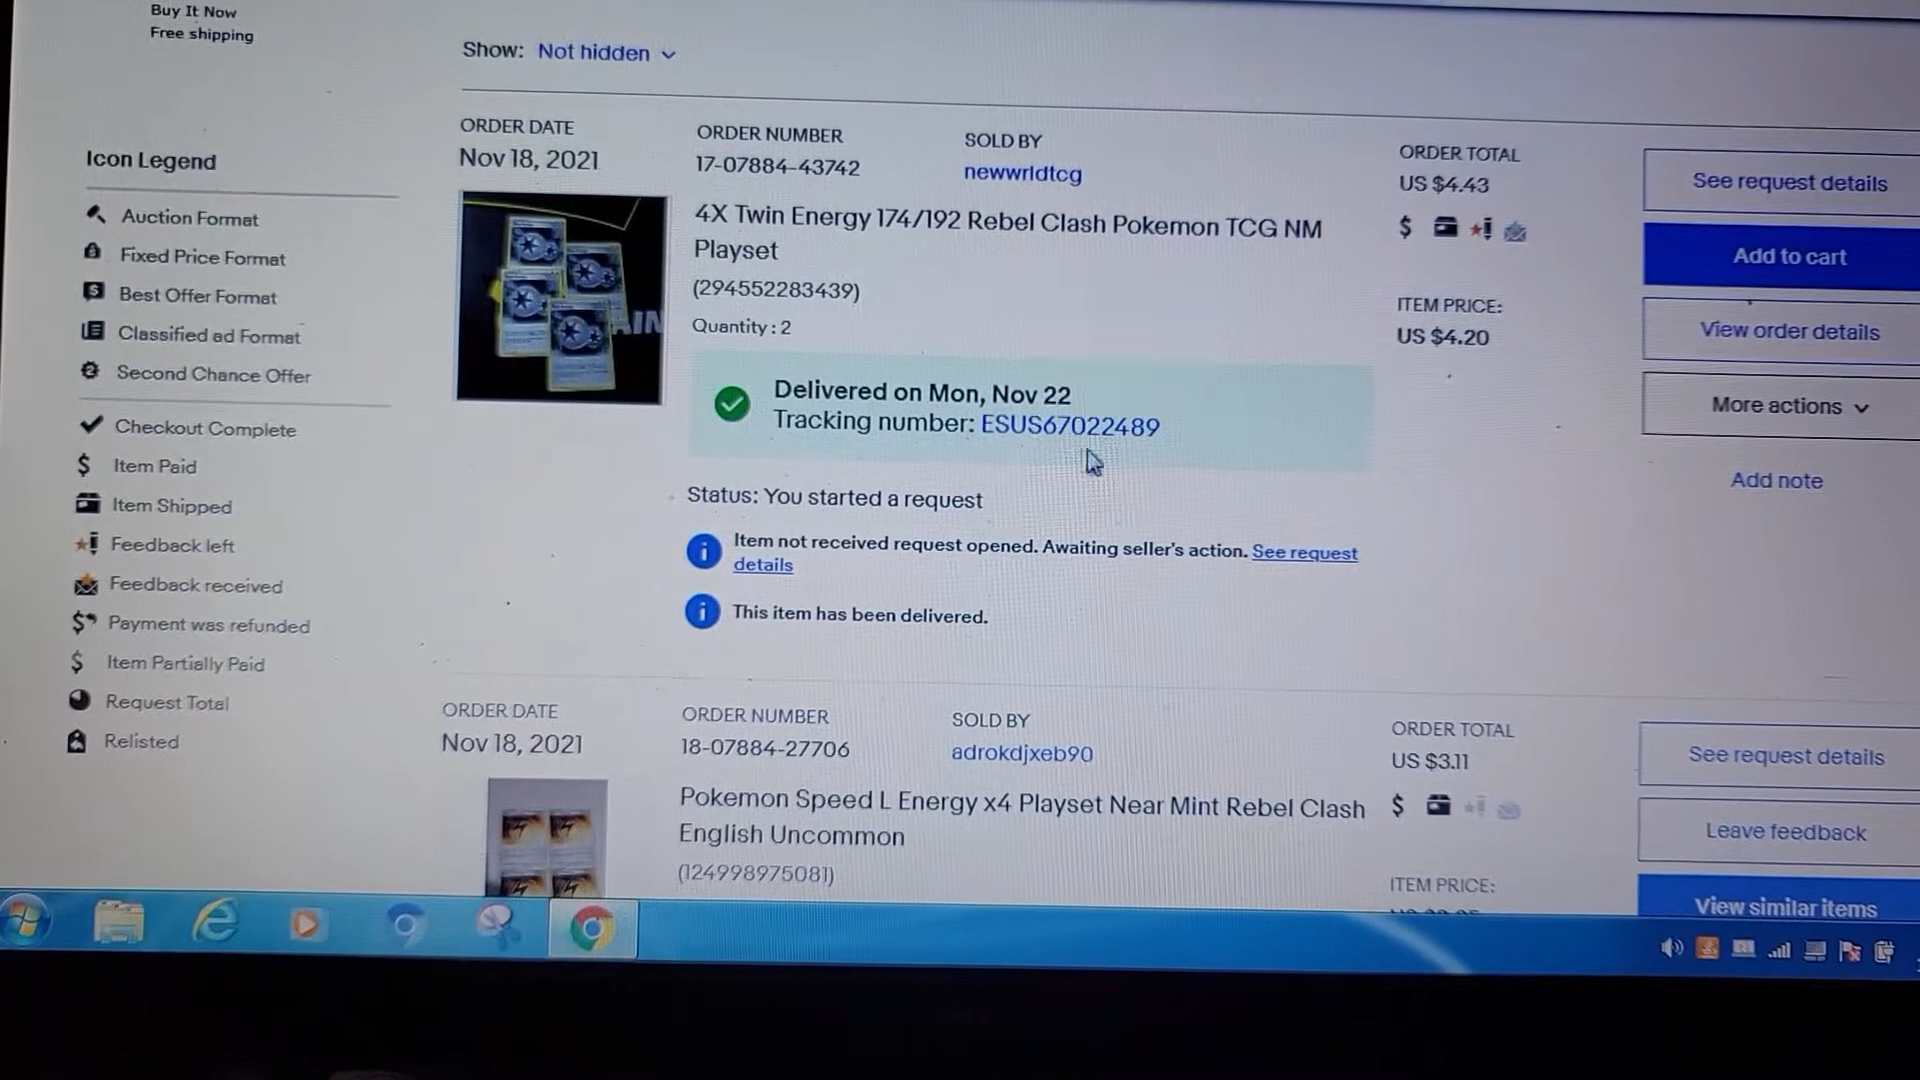 Buy It Now
Free shipping
Show: Not hidden
Icon Legend
Auction Format
Fixed Price Format
Best Offer Format
Classified ad Format
Second Chance Offer
Checkout Complete
Item Paid
Item Shipped
Feedback left
Feedback received
Payment was refunded
Item Partially Paid
Request Total
Relisted
ORDER DATE
Nov 18, 2021
ORDER NUMBER
17-07884-43742
SOLD BY
newwrldtcg
ORDER TOTAL
US $4.43
4X Twin Energy 174/192 Rebel Clash Pokemon TCG NM
Playset
(294552283439)
Quantity : 2
ITEM PRICE:
US $4.20
Delivered on Mon, Nov 22
Tracking number: ESUS67022489
Status: You started a request
Item not received request opened. Awaiting seller's action. See request
details
This item has been delivered.
See request details
Add to cart
View order details
More actions
Add note
ORDER DATE
Nov 18, 2021
ORDER NUMBER
18-07884-27706
SOLD BY
adrokdjxeb90
ORDER TOTAL
US $3.11
Pokemon Speed L Energy x4 Playset Near Mint Rebel Clash
English Uncommon
(124998975081)
ITEM PRICE:
See request details
Leave feedback
View similar items